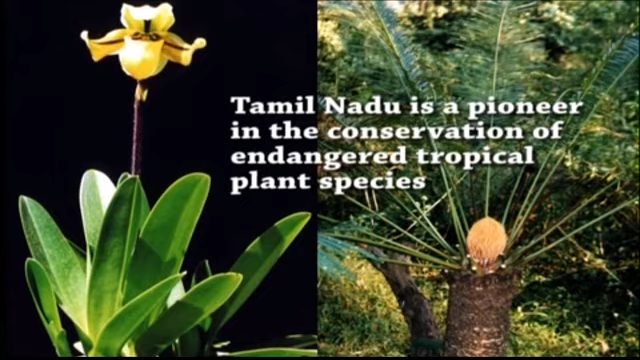 Tamil Nadu is a pioneer
in the conservation of
endangered tropical
plant species